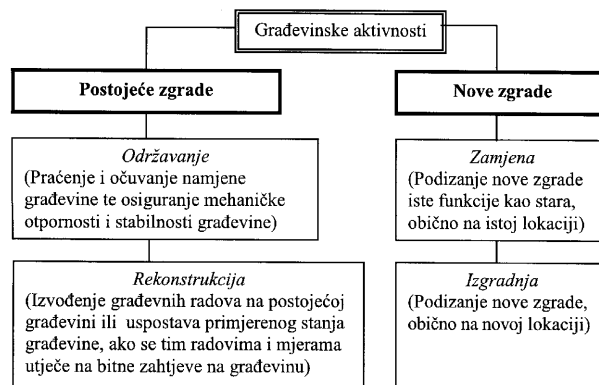 Građevinske aktivnosti
Postojeće zgrade
Nove zgrade
Održavanje
(Praćenje i očuvanje namjene
građevine te osiguranje mehaničke
otpornosti i stabilnosti građevine)
Zamjena
(Podizanje nove zgrade
iste funkcije kao stara,
obično na istoj lokaciji)
Rekonstrukcija
(Izvođenje građevnih radova na postojećoj
građevini ili uspostava primjerenog stanja
građevine, ako se tim radovima i mjerama
utječe na bitne zahtjeve na građevinu)
Izgradnja
(Podizanje nove zgrade,
obično na novoj lokaciji)